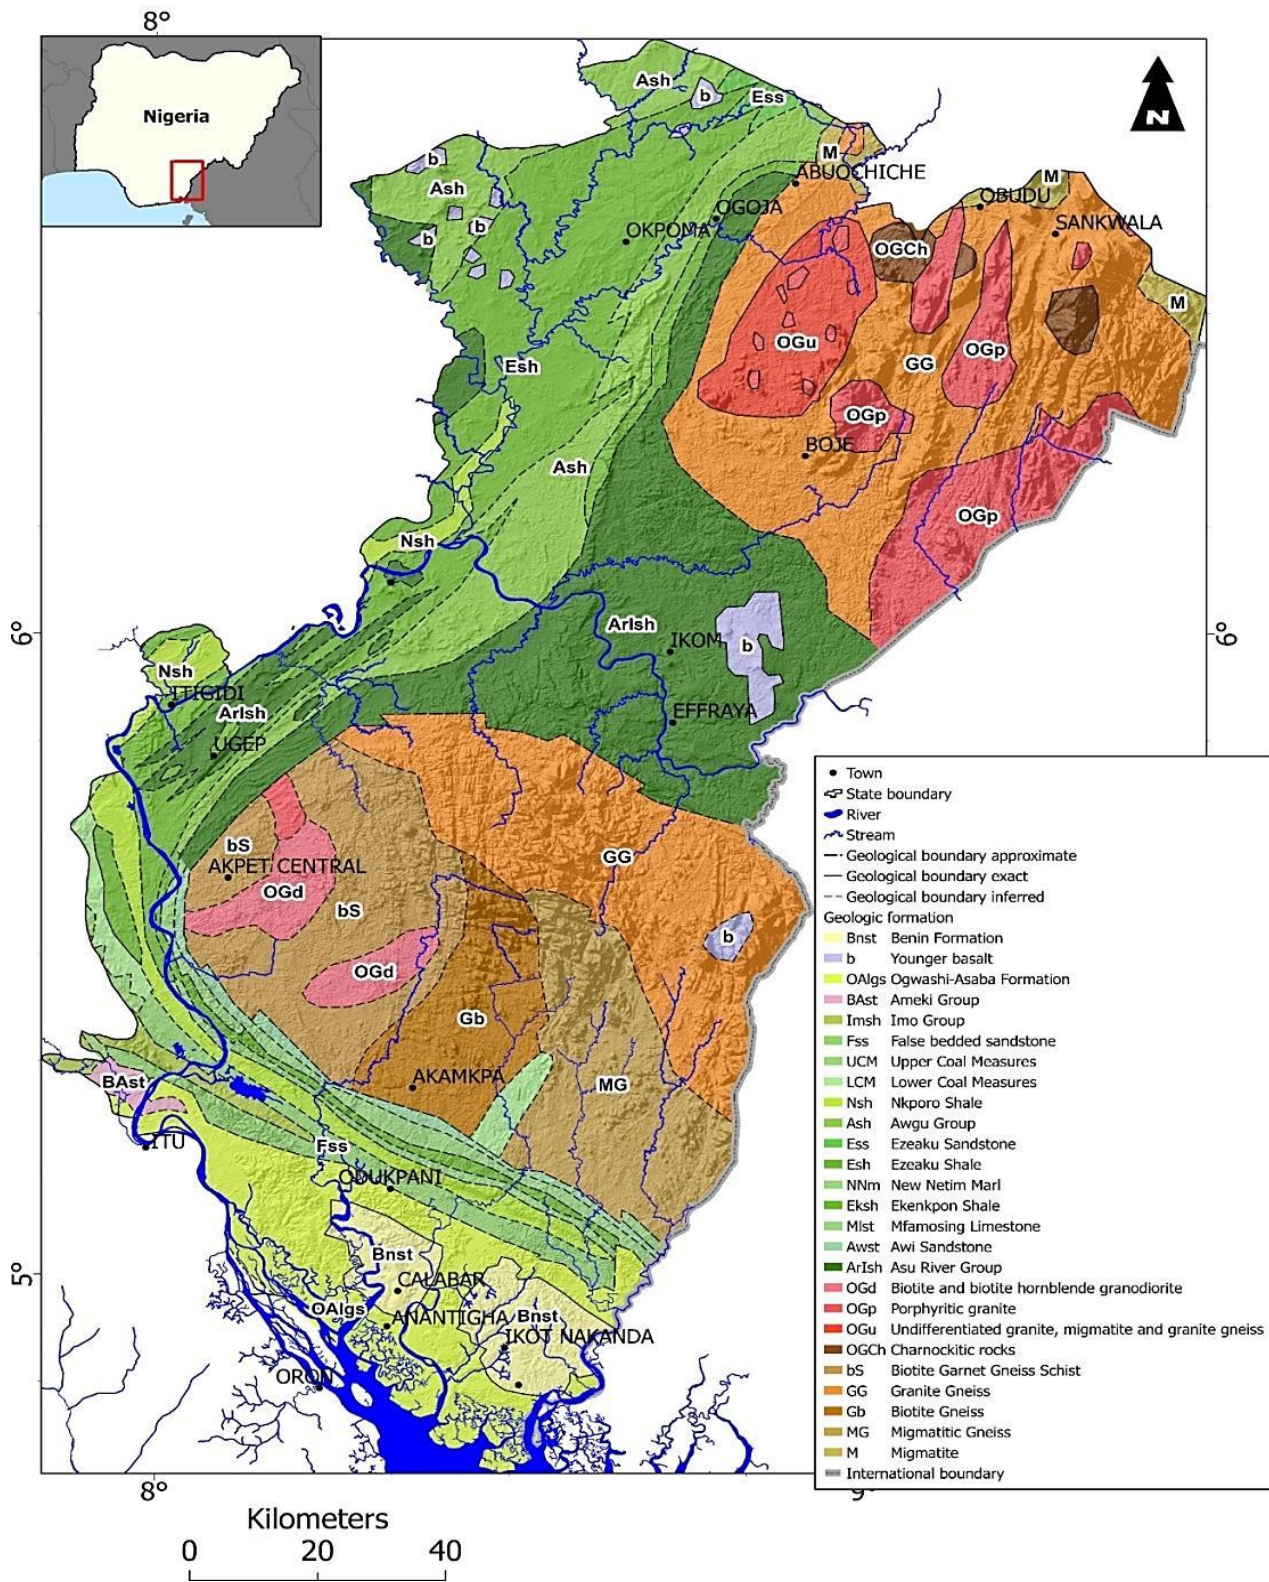 8°
Nigeria
N
Ash
b
Ess
M
b
Ash
ABUOCHICHE
M
OBUDU
OGOJA
SANKWALA
OKPOMA
b
b
OGCh
M
OGu
OGp
GG
Esh
OGp
BOJE
Ash
OGp
Nsh
6°
ArIsh
IKOM
b
6°
Nsh
ITIGIDI
ArIsh
EFFRAYA
UGEP
bS
AKPET CENTRAL
GG
OGd
bS
b
OGd
Gb
BAst
AKAMKPA
MG
ITU
Fss
ODUKPANI
5°
Bnst
CALABAR
OAlgs
ANANTIGHA
Bnst
IKOT NAKANDA
ORON
Town
State boundary
River
Stream
Geological boundary approximate
Geological boundary exact
Geological boundary inferred
Geologic formation
Bnst Benin Formation
b Younger basalt
OAlgs Ogwashi-Asaba Formation
BAst Ameki Group
Imsh Imo Group
Fss False bedded sandstone
UCM Upper Coal Measures
LCM Lower Coal Measures
Nsh Nkporo Shale
Ash Awgu Group
Ess Ezeaku Sandstone
Esh Ezeaku Shale
NNm New Netim Marl
Eksh Ekenkpon Shale
Mlst Mfamosing Limestone
Awst Awi Sandstone
ArIsh Asu River Group
OGd Biotite and biotite hornblende granodiorite
OGp Porphyritic granite
OGu Undifferentiated granite, migmatite and granite gneiss
OGCh Charnockitic rocks
bS Biotite Garnet Gneiss Schist
GG Granite Gneiss
Gb Biotite Gneiss
MG Migmatitic Gneiss
M Migmatite
International boundary
8°
9°
Kilometers
0 20 40